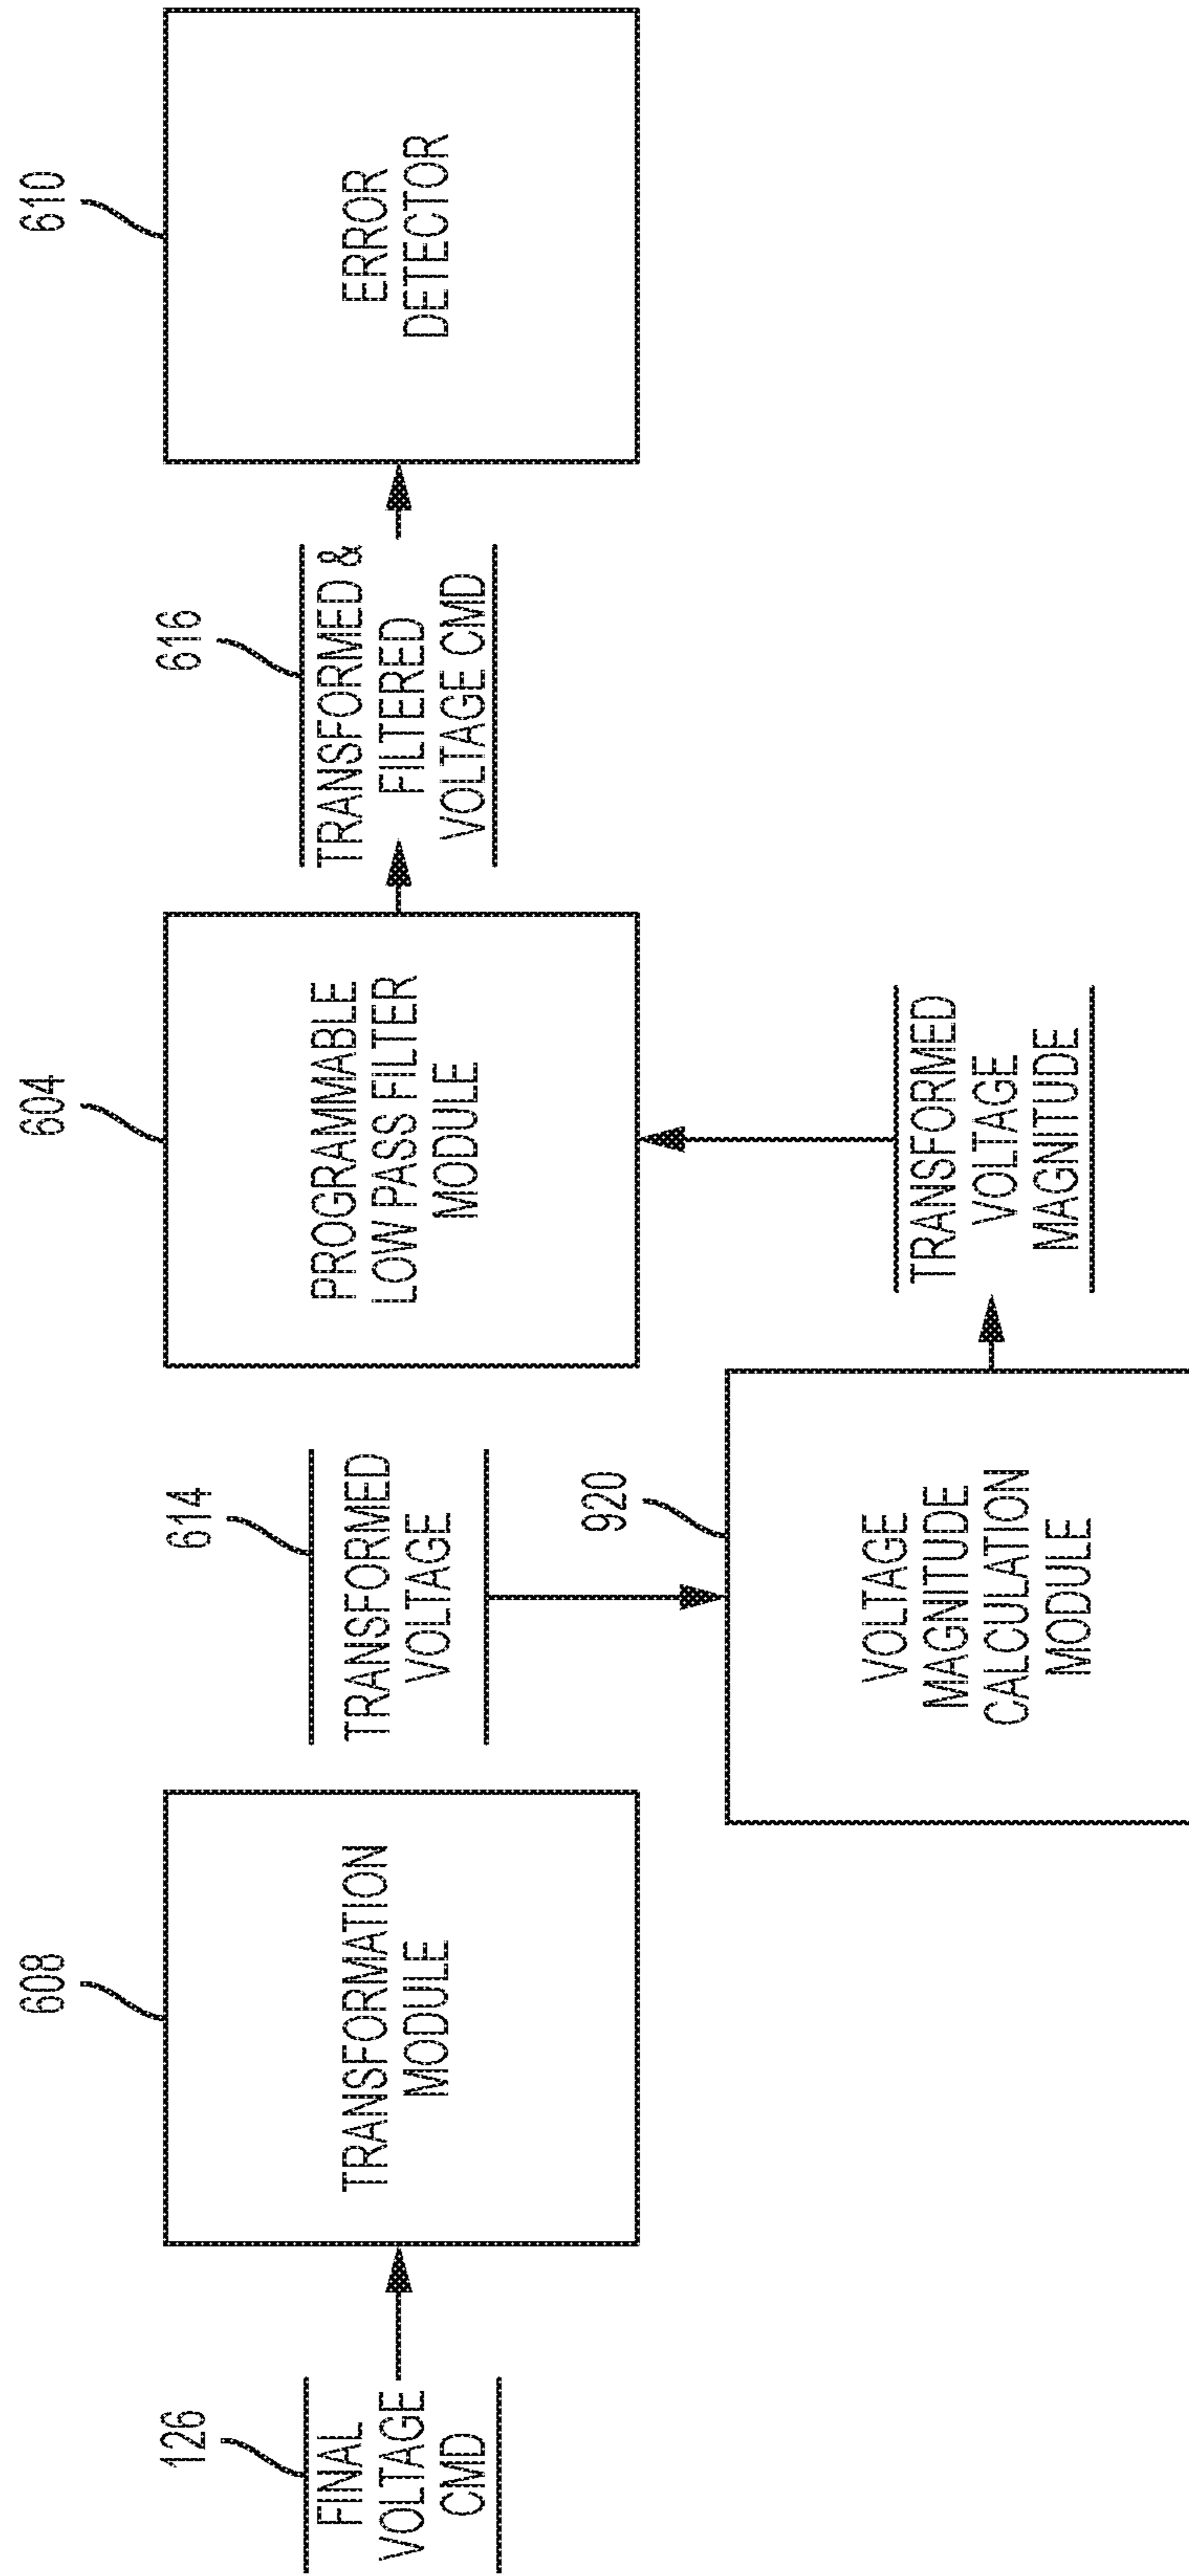 126
FINAL
VOLTAGE
CMD
608
TRANSFORMATION
MODULE
614
TRANSFORMED
VOLTAGE
920
VOLTAGE
MAGNITUDE
CALCULATION
MODULE
TRANSFORMED
VOLTAGE
MAGNITUDE
604
PROGRAMMABLE
LOW PASS FILTER
MODULE
616
TRANSFORMED &
FILTERED
VOLTAGE CMD
610
ERROR
DETECTOR